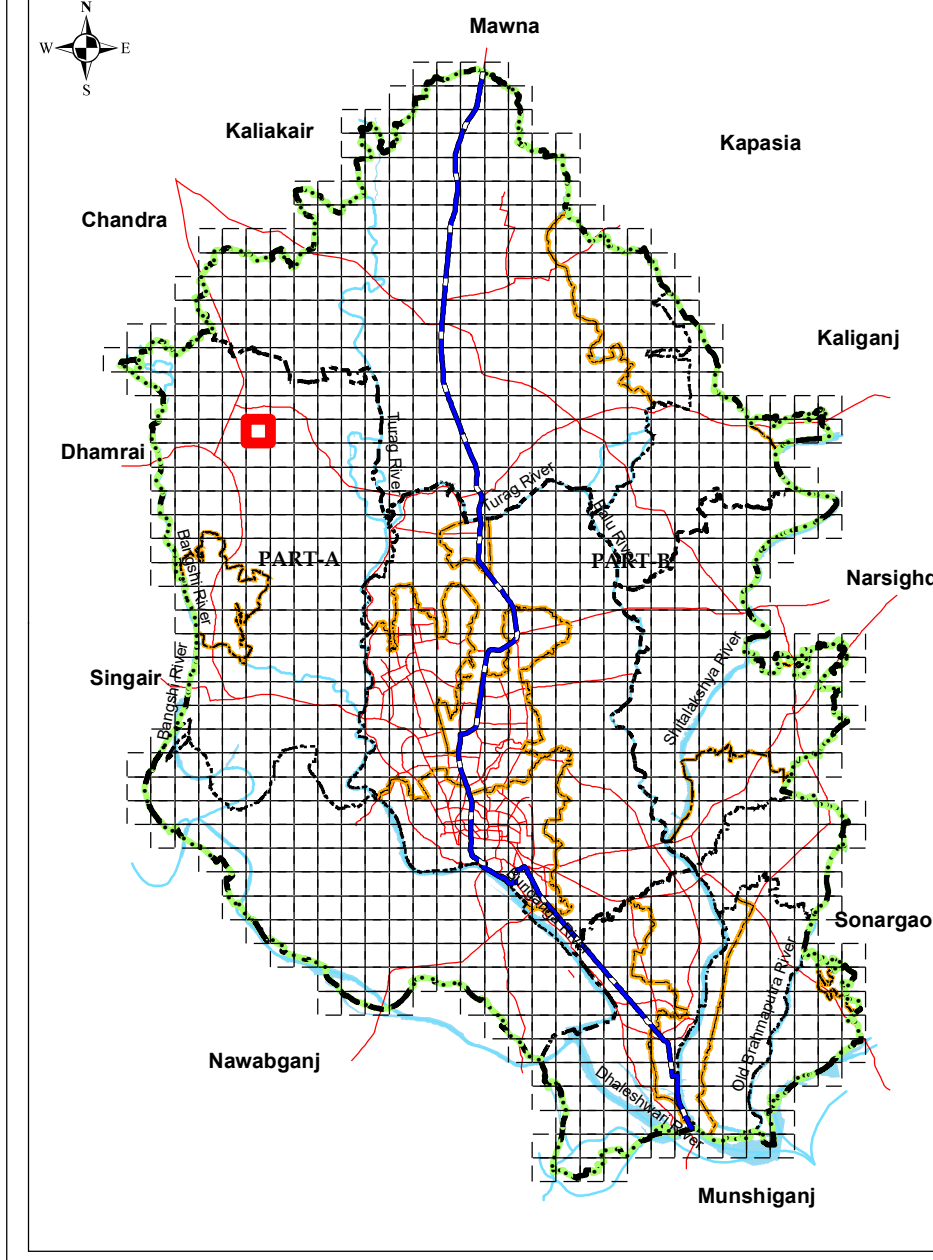 N
Mawna
W E
S
Kaliakair
Kapasia
Chandra
Kaliganj
Turag River
Dhamrai
Turag River
Balu River
Bangshi River
PART-A
PART-B
Narsighd
Shitalakshya River
Singair
Bangshi River
Buriganga River
Sonargao
Old Brahmaputra River
Nawabganj
Dhaleshwari River
Munshiganj